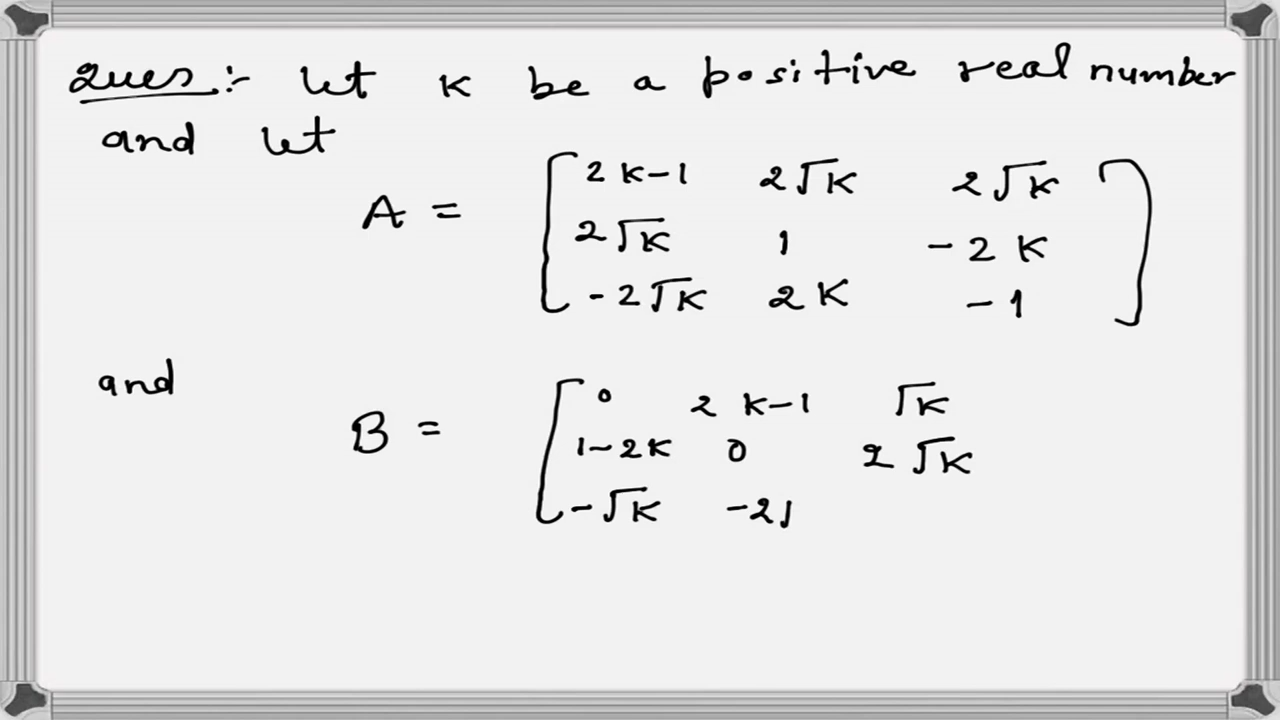 Ques :- let K be a positive real number
and let
A = [ 2K-1 2√K 2√K
2√K 1 -2K
-2√K 2K -1 ]
and
B = [ 0 2K-1 √K
1-2K 0 2√K
-√K -2